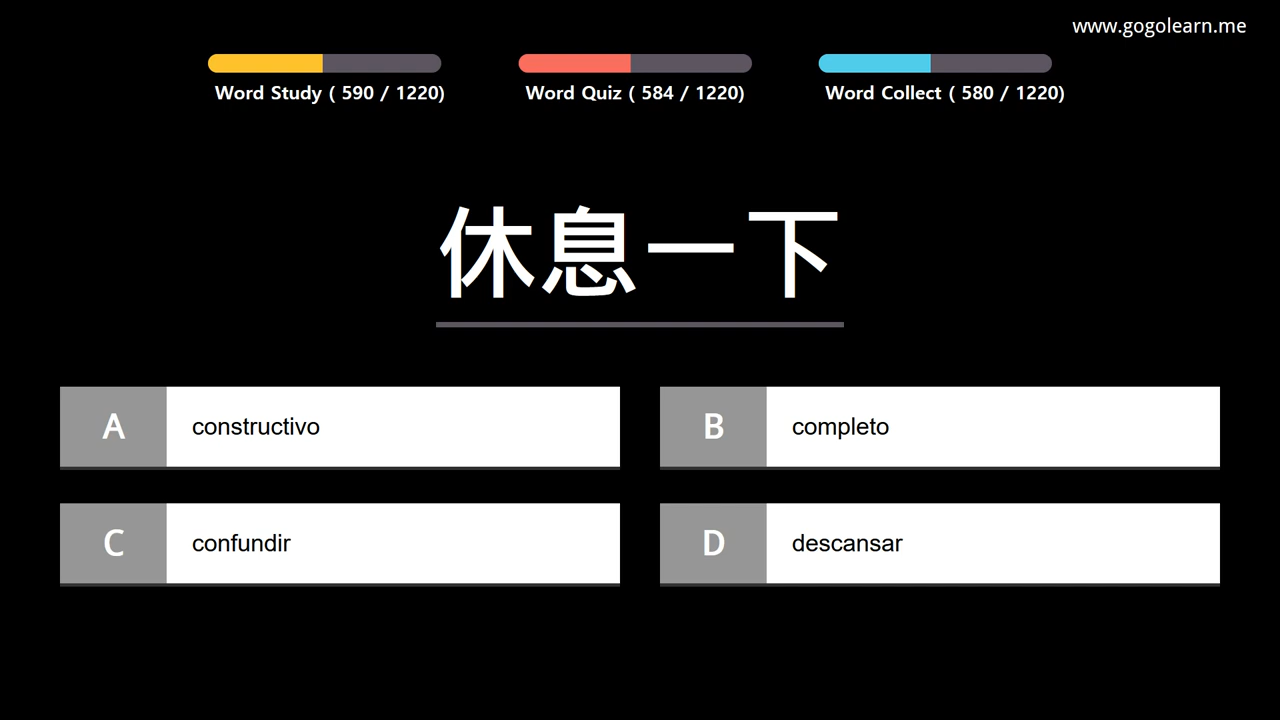 www.gogolearn.me
Word Study ( 590 / 1220)
Word Quiz ( 584 / 1220)
Word Collect ( 580 / 1220)
休息一下
A constructivo
B completo
C confundir
D descansar